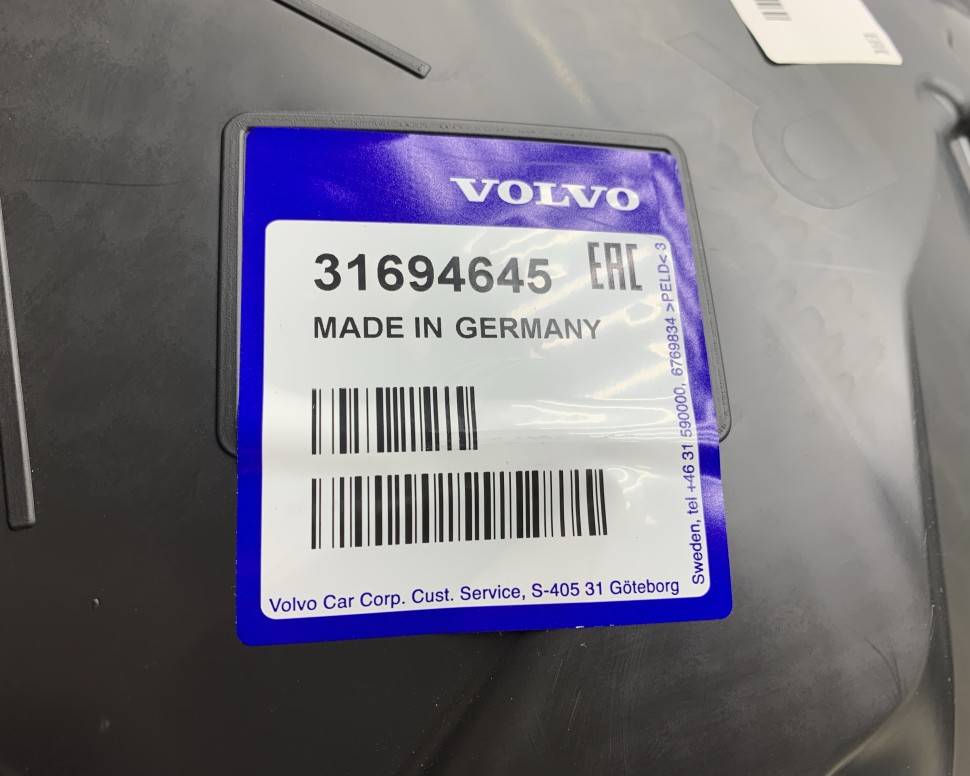 VOLVO
31694645 EAC
MADE IN GERMANY
Volvo Car Corp. Cust. Service, S-405 31 Göteborg
Sweden, tel +46 31 590000, 6769834 >PELD< 3